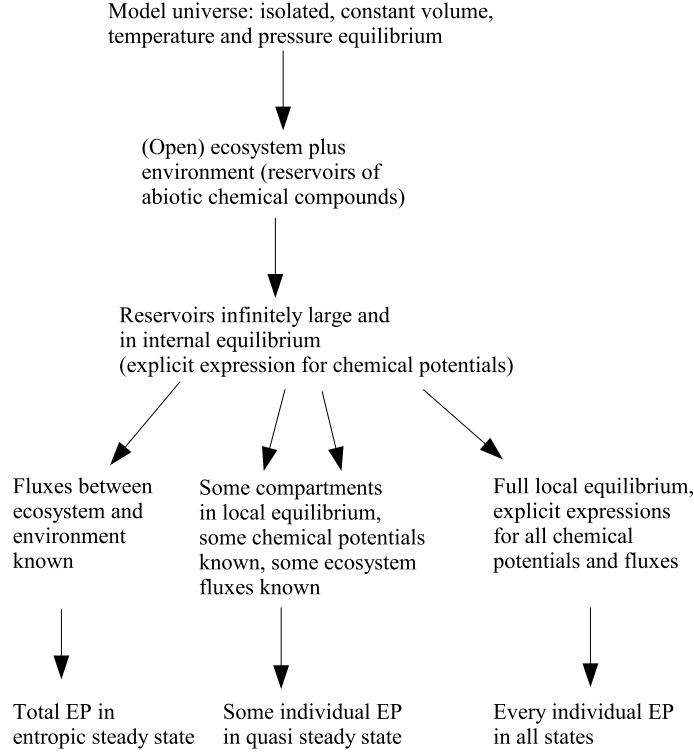 Model universe: isolated, constant volume,
temperature and pressure equilibrium
(Open) ecosystem plus
environment (reservoirs of
abiotic chemical compounds)
Reservoirs infinitely large and
in internal equilibrium
(explicit expression for chemical potentials)
Fluxes between
ecosystem and
environment
known
Some compartments
in local equilibrium,
some chemical potentials
known, some ecosystem
fluxes known
Full local equilibrium,
explicit expressions
for all chemical
potentials and fluxes
Total EP in
entropic steady state
Some individual EP
in quasi steady state
Every individual EP
in all states